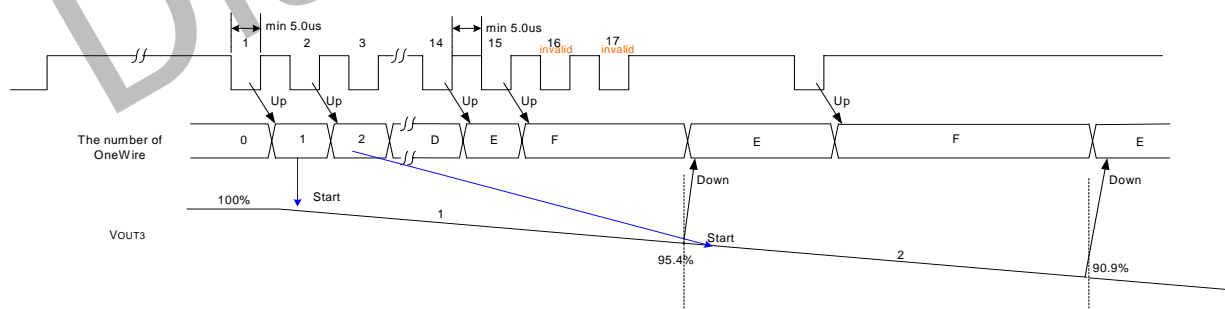 min 5.0us
min 5.0us
1
2
3
14
15
16
invalid
17
invalid
Up
Up
Up
Up
Up
The number of
OneWire
0
1
2
D
E
F
E
F
E
Down
Down
Start
100%
1
VOUT3
Start
95.4%
2
90.9%